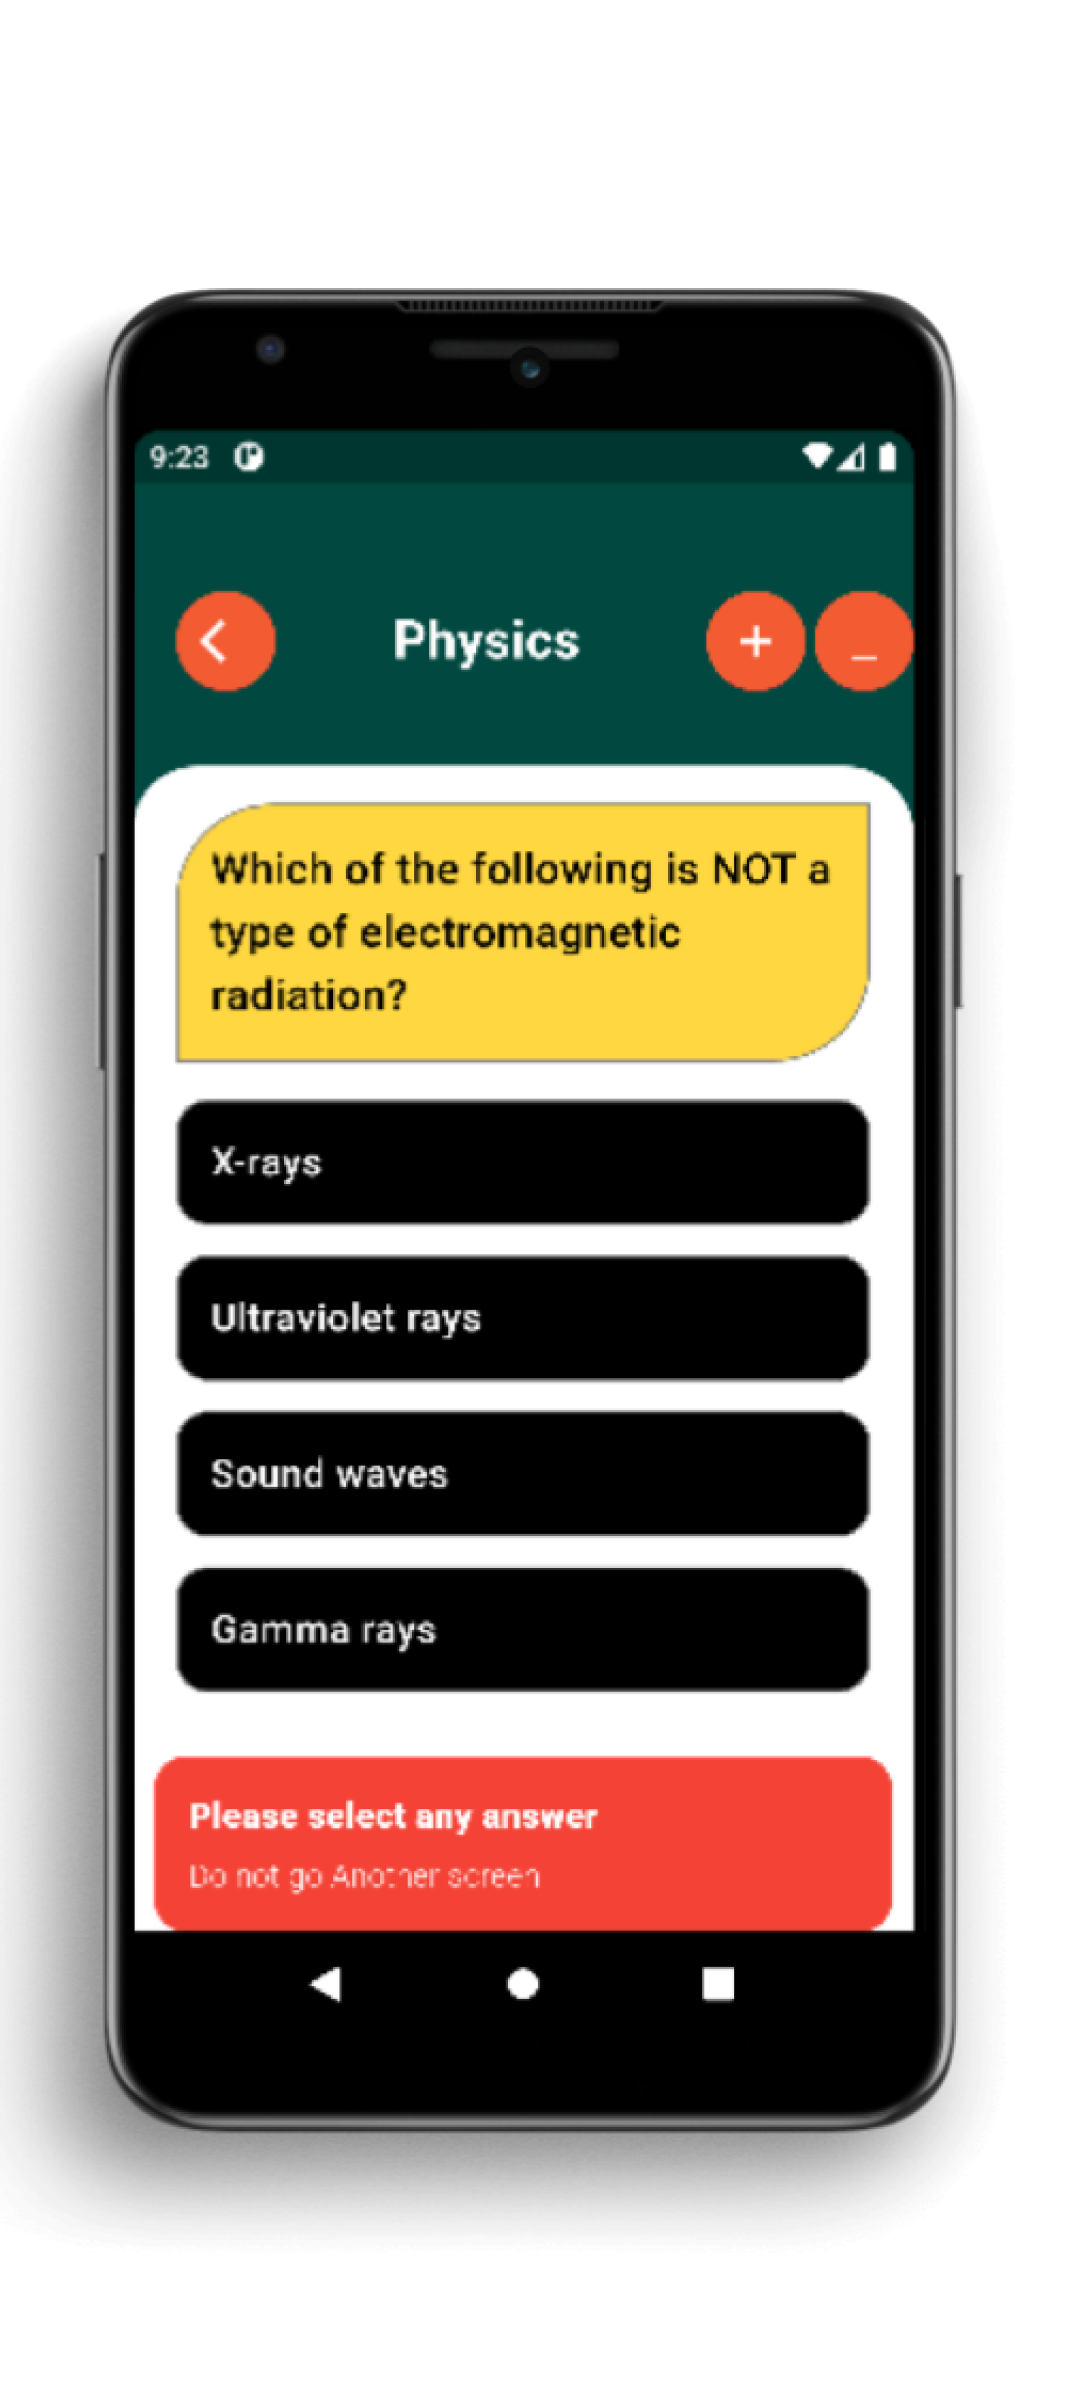 9:23
Physics
+
_
Which of the following is NOT a
type of electromagnetic
radiation?
X-rays
Ultraviolet rays
Sound waves
Gamma rays
Please select any answer
Do not go Another screen